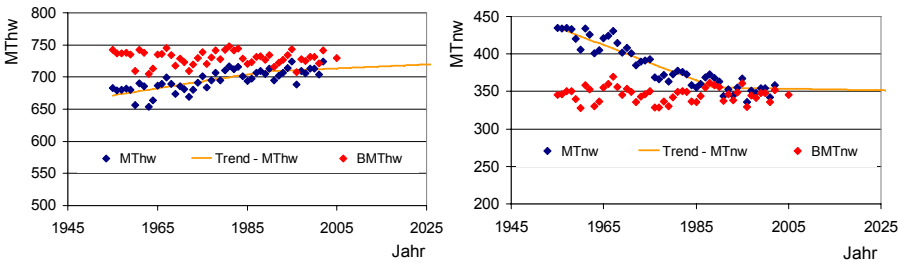 MThw
800
750
700
650
600
550
500
MThw Trend - MThw BMThw
1945 1965 1985 2005 2025
Jahr
MTnw
450
400
350
300
250
200
MTnw Trend - MTnw BMTnw
1945 1965 1985 2005 2025
Jahr